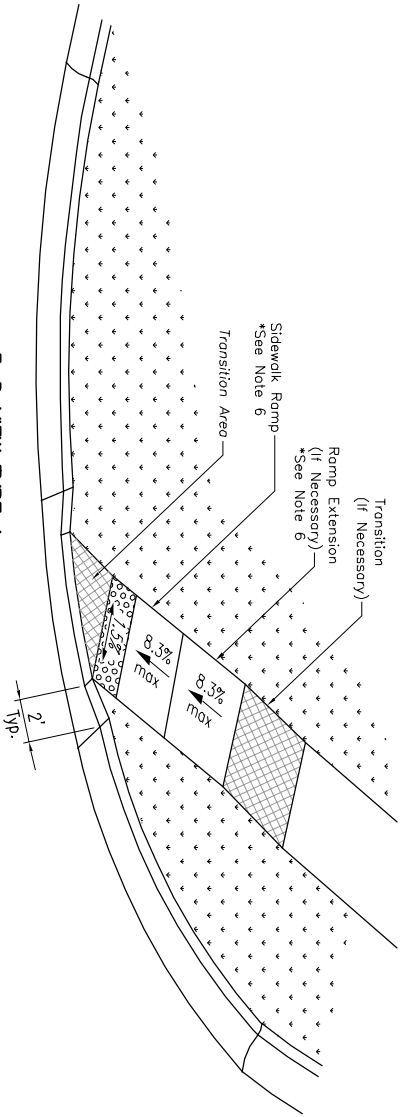 Transition
(If Necessary)
Ramp Extension
(If Necessary)
*See Note 6
Sidewalk Ramp
*See Note 6
Transition Area
8.3%
max
8.3%
max
1.5%
2'
Typ.